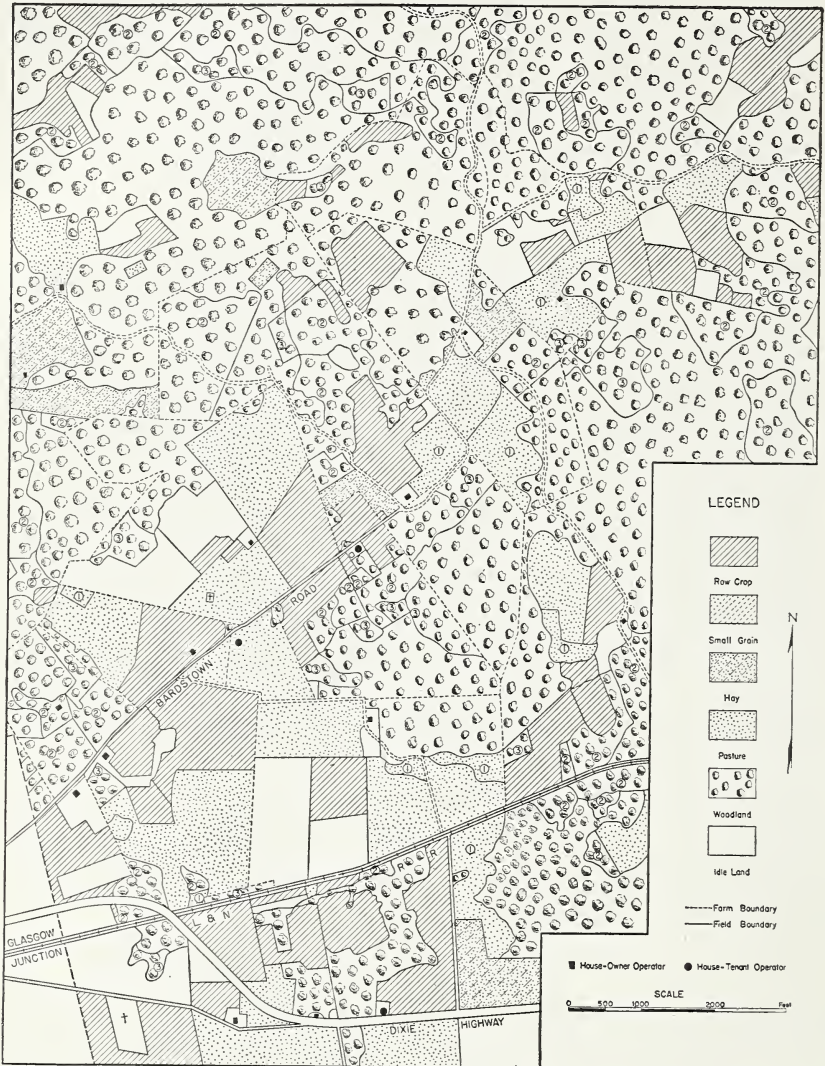 BARDSTOWN ROAD
L & N R R
GLASGOW
JUNCTION
DIXIE HIGHWAY
LEGEND
Row Crop
Small Grain
Hay
Pasture
Woodland
Idle Land
Farm Boundary
Field Boundary
N
House-Owner Operator
House-Tenant Operator
SCALE
0 500 1000 2000 Feet